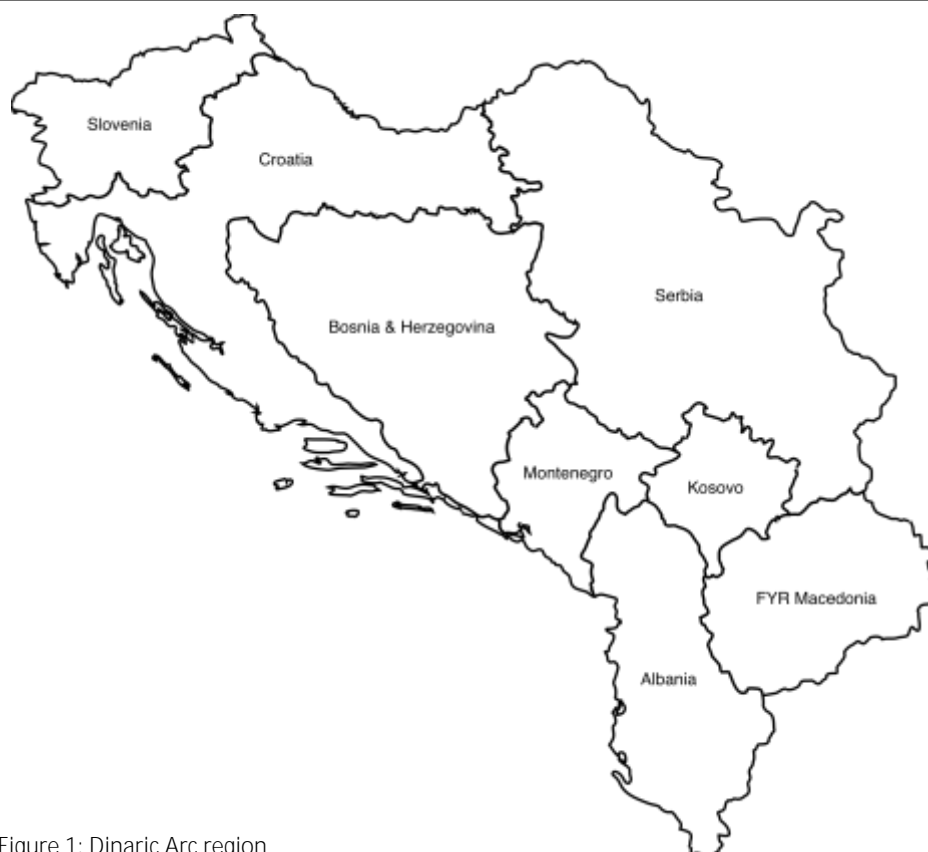 Slovenia
Croatia
Serbia
Bosnia & Herzegovina
Montenegro
Kosovo
FYR Macedonia
Albania
Figure 1: Dinaric Arc region